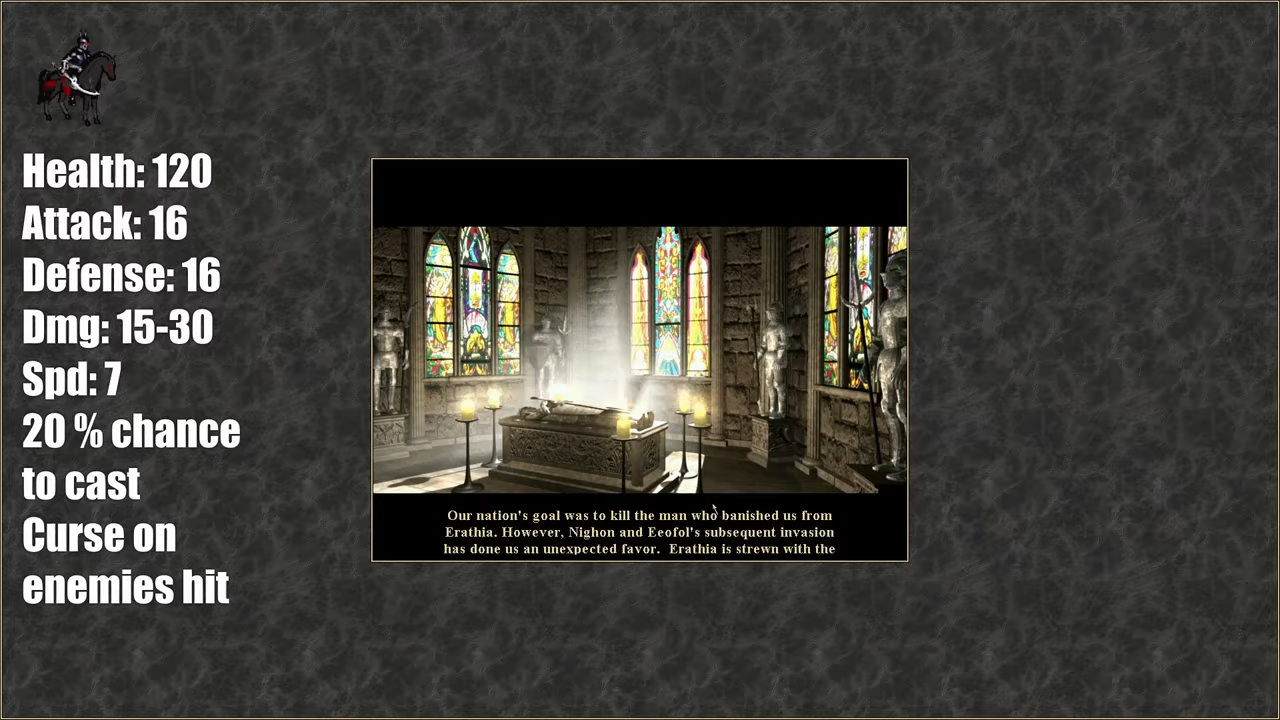 Health: 120
Attack: 16
Defense: 16
Dmg: 15-30
Spd: 7
20 % chance
to cast
Curse on
enemies hit
Our nation's goal was to kill the man who banished us from
Erathia. However, Nighon and Eeofol's subsequent invasion
has done us an unexpected favor. Erathia is strewn with the